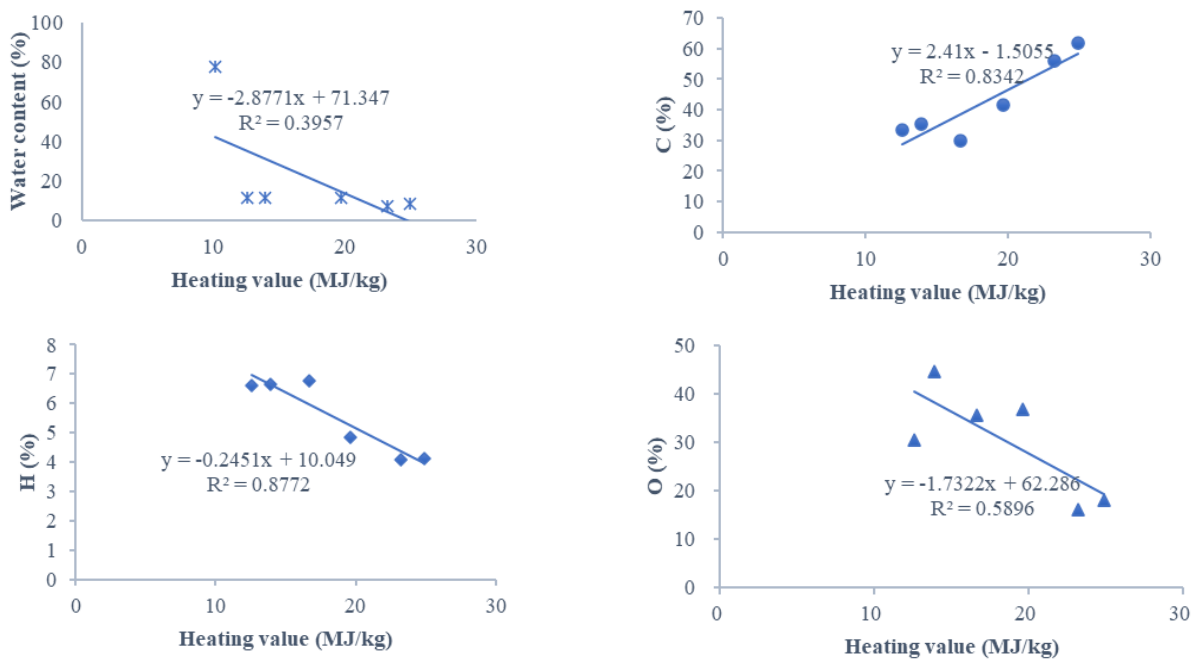 Water content (%)
100
80
60
40
20
0
y = -2.8771x + 71.347
R² = 0.3957
0 10 20 30
Heating value (MJ/kg)
C (%)
70
60
50
40
30
20
10
0
y = 2.41x - 1.5055
R² = 0.8342
0 10 20 30
Heating value (MJ/kg)
H (%)
8
7
6
5
4
3
2
1
0
y = -0.2451x + 10.049
R² = 0.8772
0 10 20 30
Heating value (MJ/kg)
O (%)
50
40
30
20
10
0
y = -1.7322x + 62.286
R² = 0.5896
0 10 20 30
Heating value (MJ/kg)